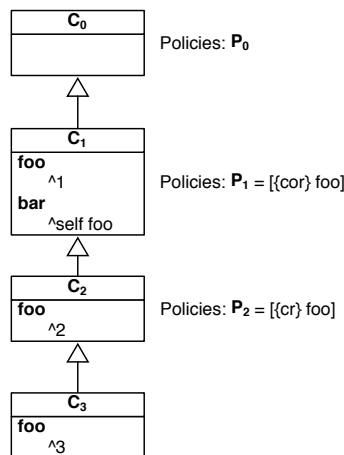 C₀
Policies: P₀
C₁
foo
^1
bar
^self foo
Policies: P₁ = [{cor} foo]
C₂
foo
^2
Policies: P₂ = [{cr} foo]
C₃
foo
^3